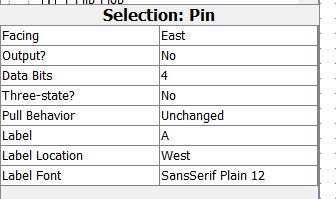 Selection: Pin
Facing East
Output? No
Data Bits 4
Three-state? No
Pull Behavior Unchanged
Label A
Label Location West
Label Font SansSerif Plain 12